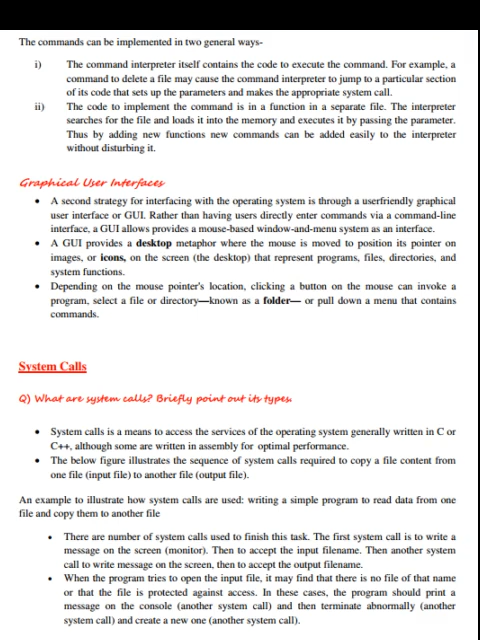 The commands can be implemented in two general ways-
i) The command interpreter itself contains the code to execute the command. For example, a
command to delete a file may cause the command interpreter to jump to a particular section
of its code that sets up the parameters and makes the appropriate system call.
ii) The code to implement the command is in a function in a separate file. The interpreter
searches for the file and loads it into the memory and executes it by passing the parameter.
Thus by adding new functions new commands can be added easily to the interpreter
without disturbing it.
Graphical User Interfaces
• A second strategy for interfacing with the operating system is through a userfriendly graphical
user interface or GUI. Rather than having users directly enter commands via a command-line
interface, a GUI allows provides a mouse-based window-and-menu system as an interface.
• A GUI provides a desktop metaphor where the mouse is moved to position its pointer on
images, or icons, on the screen (the desktop) that represent programs, files, directories, and
system functions.
• Depending on the mouse pointer's location, clicking a button on the mouse can invoke a
program, select a file or directory—known as a folder— or pull down a menu that contains
commands.
System Calls
Q) What are system calls? Briefly point out its types.
• System calls is a means to access the services of the operating system generally written in C or
C++, although some are written in assembly for optimal performance.
• The below figure illustrates the sequence of system calls required to copy a file content from
one file (input file) to another file (output file).
An example to illustrate how system calls are used: writing a simple program to read data from one
file and copy them to another file
• There are number of system calls used to finish this task. The first system call is to write a
message on the screen (monitor). Then to accept the input filename. Then another system
call to write message on the screen, then to accept the output filename.
• When the program tries to open the input file, it may find that there is no file of that name
or that the file is protected against access. In these cases, the program should print a
message on the console (another system call) and then terminate abnormally (another
system call) and create a new one (another system call).